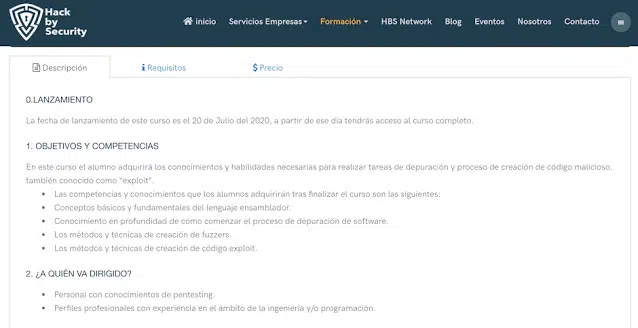 Hack
by
Security
inicio
Servicios Empresas
Formación
HBS Network
Blog
Eventos
Nosotros
Contacto
Descripción
Requisitos
Precio
0.LANZAMIENTO
La fecha de lanzamiento de este curso es el 20 de Julio del 2020, a partir de ese día tendrás acceso al curso completo.
1. OBJETIVOS Y COMPETENCIAS
En este curso el alumno adquirirá los conocimientos y habilidades necesarias para realizar tareas de depuración y proceso de creación de código malicioso,
también conocido como "exploit".
Las competencias y conocimientos que los alumnos adquirirán tras finalizar el curso son las siguientes:
Conceptos básicos y fundamentales del lenguaje ensamblador.
Conocimiento en profundidad de cómo comenzar el proceso de depuración de software.
Los métodos y técnicas de creación de fuzzers.
Los métodos y técnicas de creación de código exploit.
2. ¿A QUIÉN VA DIRIGIDO?
Personal con conocimientos de pentesting.
Perfiles profesionales con experiencia en el ámbito de la ingeniería y/o programación.